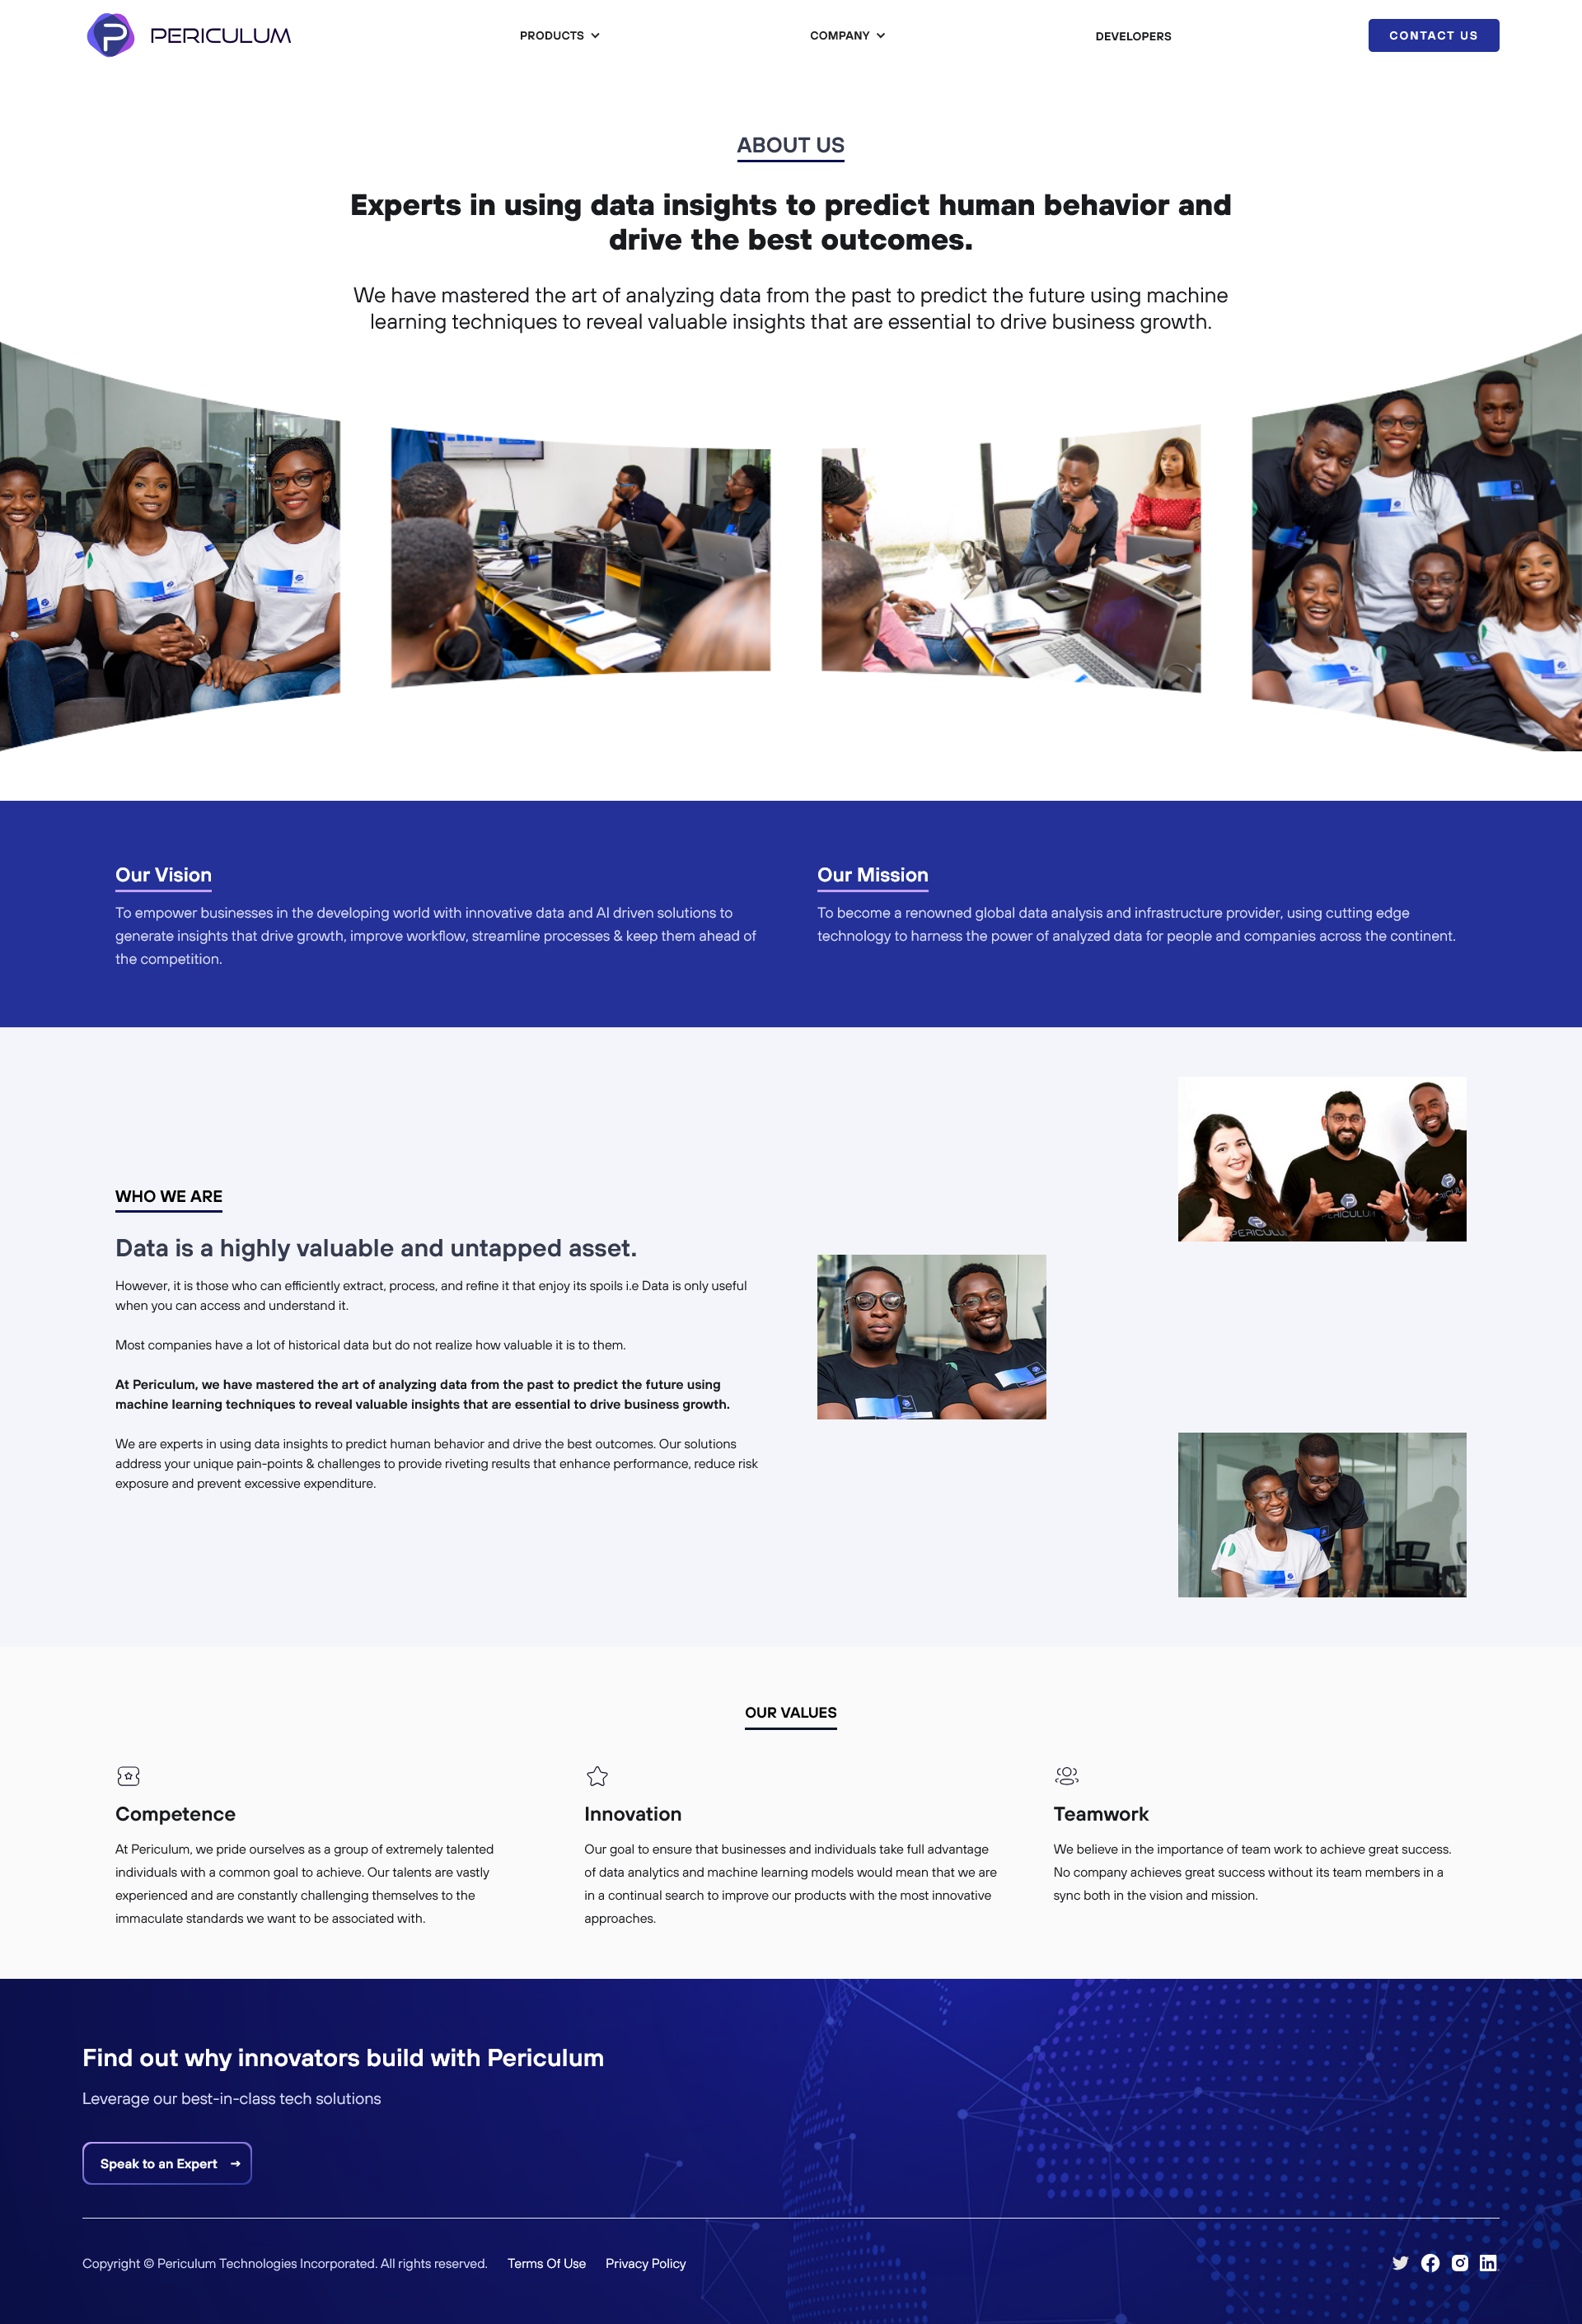 PERICULUM
PRODUCTS
COMPANY
DEVELOPERS
CONTACT US
ABOUT US
Experts in using data insights to predict human behavior and
drive the best outcomes.
We have mastered the art of analyzing data from the past to predict the future using machine
learning techniques to reveal valuable insights that are essential to drive business growth.
Our Vision
To empower businesses in the developing world with innovative data and AI driven solutions to
generate insights that drive growth, improve workflow, streamline processes & keep them ahead of
the competition.
Our Mission
To become a renowned global data analysis and infrastructure provider, using cutting edge
technology to harness the power of analyzed data for people and companies across the continent.
WHO WE ARE
Data is a highly valuable and untapped asset.
However, it is those who can efficiently extract, process, and refine it that enjoy its spoils i.e Data is only useful
when you can access and understand it.
Most companies have a lot of historical data but do not realize how valuable it is to them.
At Periculum, we have mastered the art of analyzing data from the past to predict the future using
machine learning techniques to reveal valuable insights that are essential to drive business growth.
We are experts in using data insights to predict human behavior and drive the best outcomes. Our solutions
address your unique pain-points & challenges to provide riveting results that enhance performance, reduce risk
exposure and prevent excessive expenditure.
PERICULUM
OUR VALUES
Competence
At Periculum, we pride ourselves as a group of extremely talented
individuals with a common goal to achieve. Our talents are vastly
experienced and are constantly challenging themselves to the
immaculate standards we want to be associated with.
Innovation
Our goal to ensure that businesses and individuals take full advantage
of data analytics and machine learning models would mean that we are
in a continual search to improve our products with the most innovative
approaches.
Teamwork
We believe in the importance of team work to achieve great success.
No company achieves great success without its team members in a
sync both in the vision and mission.
Find out why innovators build with Periculum
Leverage our best-in-class tech solutions
Speak to an Expert →
Copyright © Periculum Technologies Incorporated. All rights reserved.
Terms Of Use
Privacy Policy